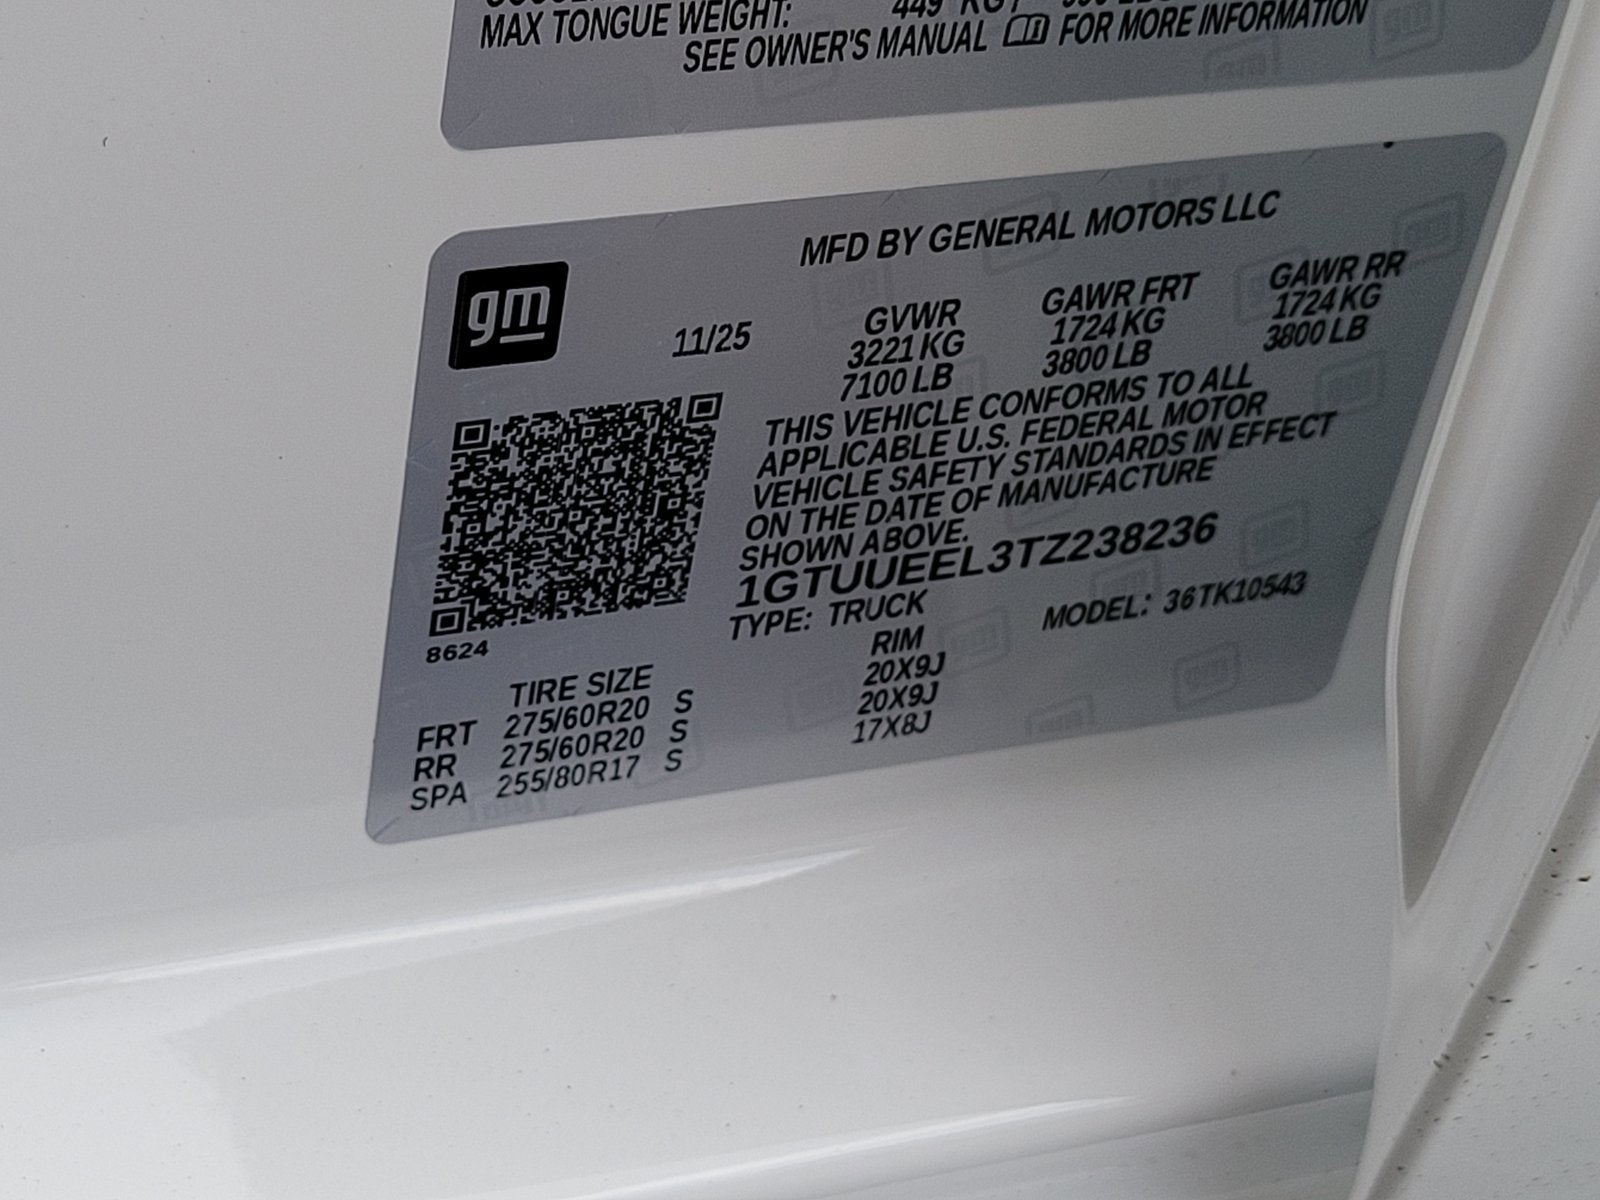 MAX TONGUE WEIGHT: 449 KG
SEE OWNER'S MANUAL FOR MORE INFORMATION
gm
MFD BY GENERAL MOTORS LLC
11/25
GVWR GAWR FRT GAWR RR
3221 KG 1724 KG 1724 KG
7100 LB 3800 LB 3800 LB
THIS VEHICLE CONFORMS TO ALL
APPLICABLE U.S. FEDERAL MOTOR
VEHICLE SAFETY STANDARDS IN EFFECT
ON THE DATE OF MANUFACTURE
SHOWN ABOVE.
1GTUUEEL3TZ238236
TYPE: TRUCK MODEL: 36TK10543
8624
TIRE SIZE RIM
FRT 275/60R20 S 20X9J
RR 275/60R20 S 20X9J
SPA 255/80R17 S 17X8J